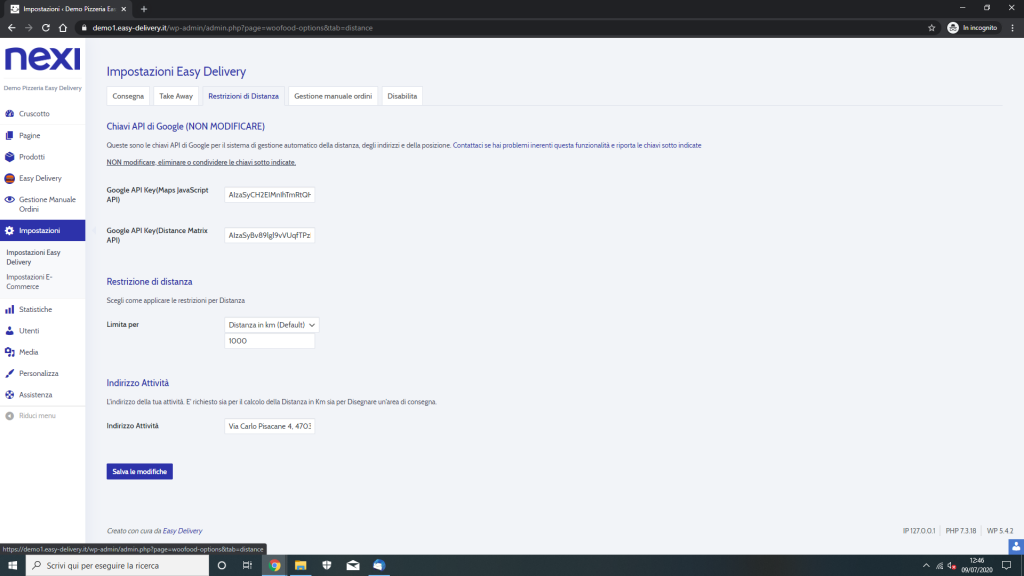 Impostazioni ‹ Demo Pizzeria Eas
demo1.easy-delivery.it/wp-admin/admin.php?page=woofood-options&tab=distance
In incognito
nexi
Demo Pizzeria Easy Delivery
Cruscotto
Pagine
Prodotti
Easy Delivery
Gestione Manuale
Ordini
Impostazioni
Impostazioni Easy
Delivery
Impostazioni E-
Commerce
Statistiche
Utenti
Media
Personalizza
Assistenza
Riduci menu
Impostazioni Easy Delivery
Consegna
Take Away
Restrizioni di Distanza
Gestione manuale ordini
Disabilita
Chiavi API di Google (NON MODIFICARE)
Queste sono le chiavi API di Google per il sistema di gestione automatico della distanza, degli indirizzi e della posizione. Contattaci se hai problemi inerenti questa funzionalità e riporta le chiavi sotto indicate
NON modificare, eliminare o condividere le chiavi sotto indicate.
Google API Key(Maps JavaScript
API)
Google API Key(Distance Matrix
API)
Restrizione di distanza
Scegli come applicare le restrizioni per Distanza
Limita per
Distanza in km (Default)
1000
Indirizzo Attività
L'indirizzo della tua attività. E' richiesto sia per il calcolo della Distanza in Km sia per Disegnare un'area di consegna.
Indirizzo Attività
Via Carlo Pisacane 4, 4703
Salva le modifiche
Creato con cura da Easy Delivery
IP 127.0.0.1
PHP 7.3.18
WP 5.4.2
https://demo1.easy-delivery.it/wp-admin/admin.php?page=woofood-options&tab=distance
Scrivi qui per eseguire la ricerca
12:46
09/07/2020